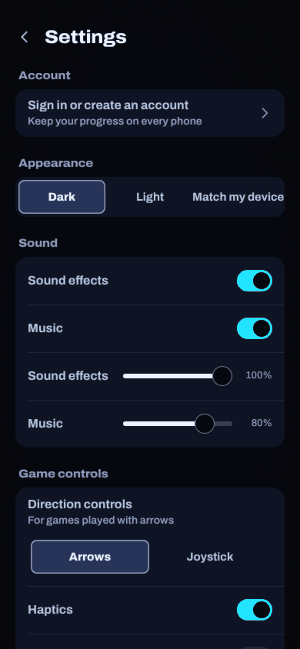 Settings
Account
Sign in or create an account
Keep your progress on every phone
Appearance
Dark Light Match my device
Sound
Sound effects
Music
Sound effects 100%
Music 80%
Game controls
Direction controls
For games played with arrows
Arrows Joystick
Haptics